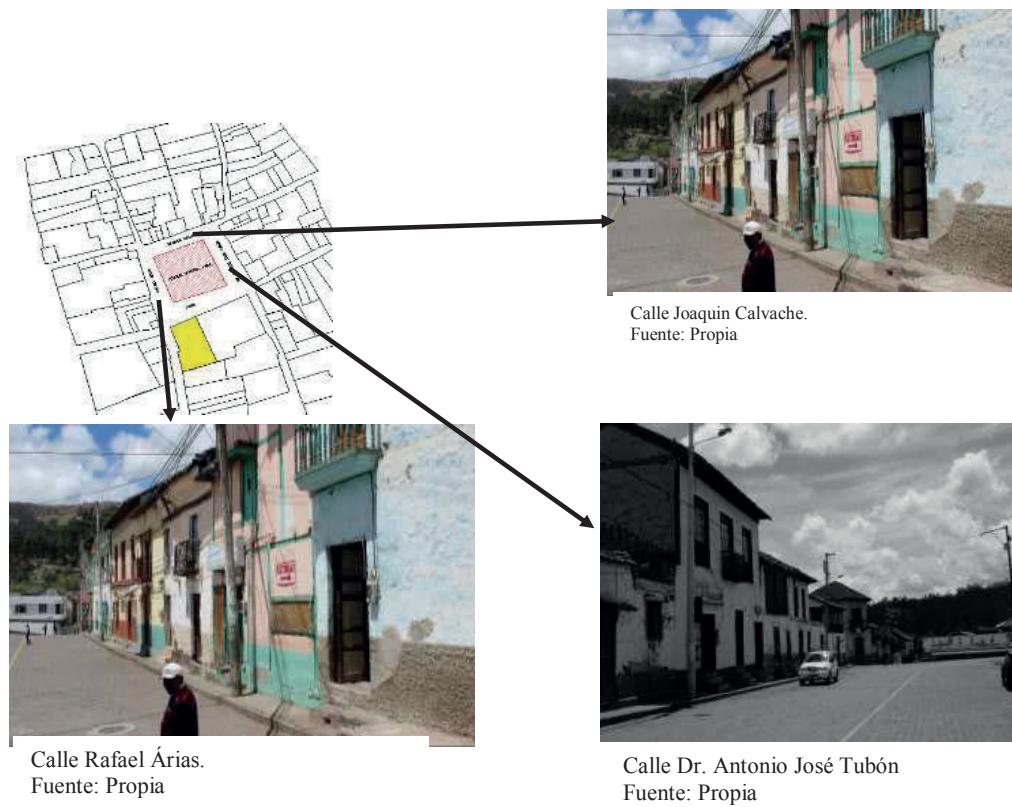 Calle Joaquin Calvache.
Fuente: Propia
Calle Rafael Árias.
Fuente: Propia
Calle Dr. Antonio José Tubón
Fuente: Propia